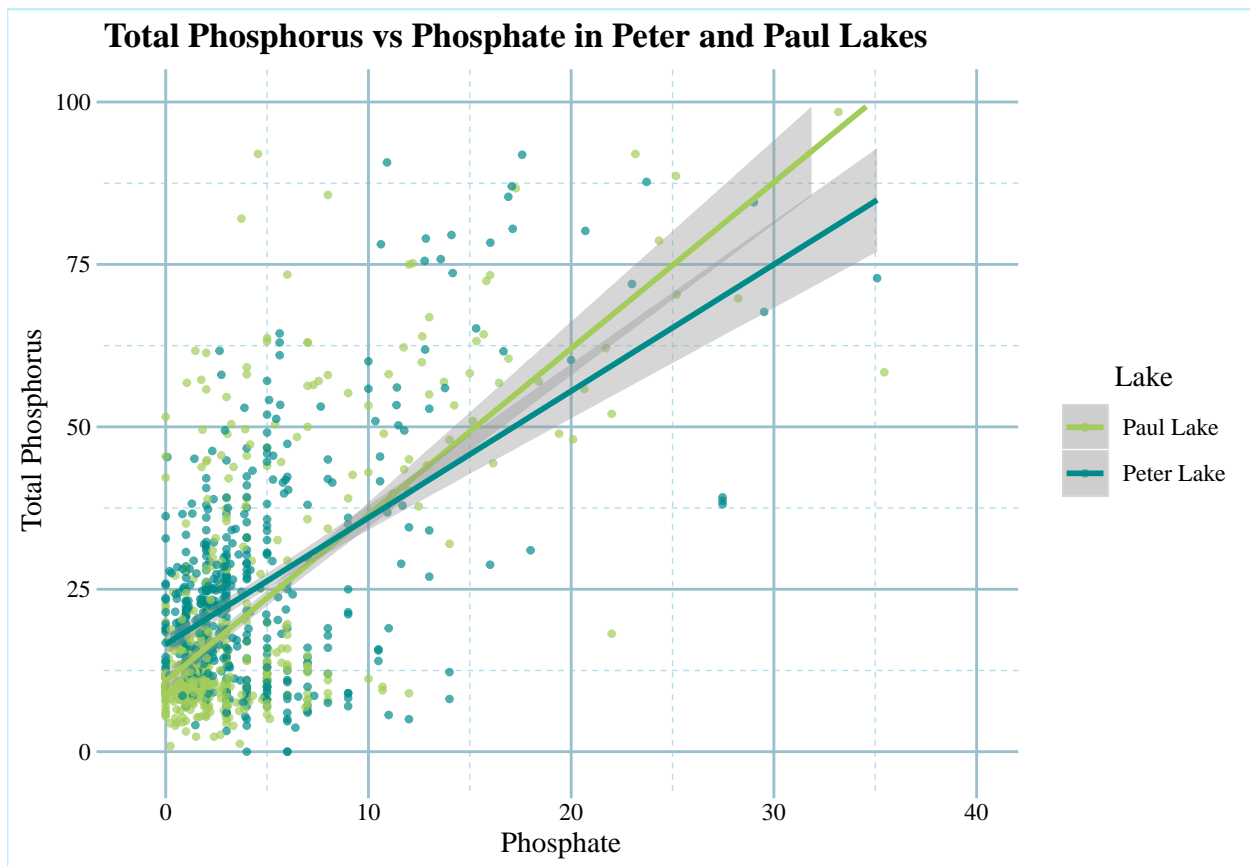 Total Phosphorus vs Phosphate in Peter and Paul Lakes
100
75
50
25
0
Total Phosphorus
0 10 20 30 40
Phosphate
Lake
Paul Lake
Peter Lake